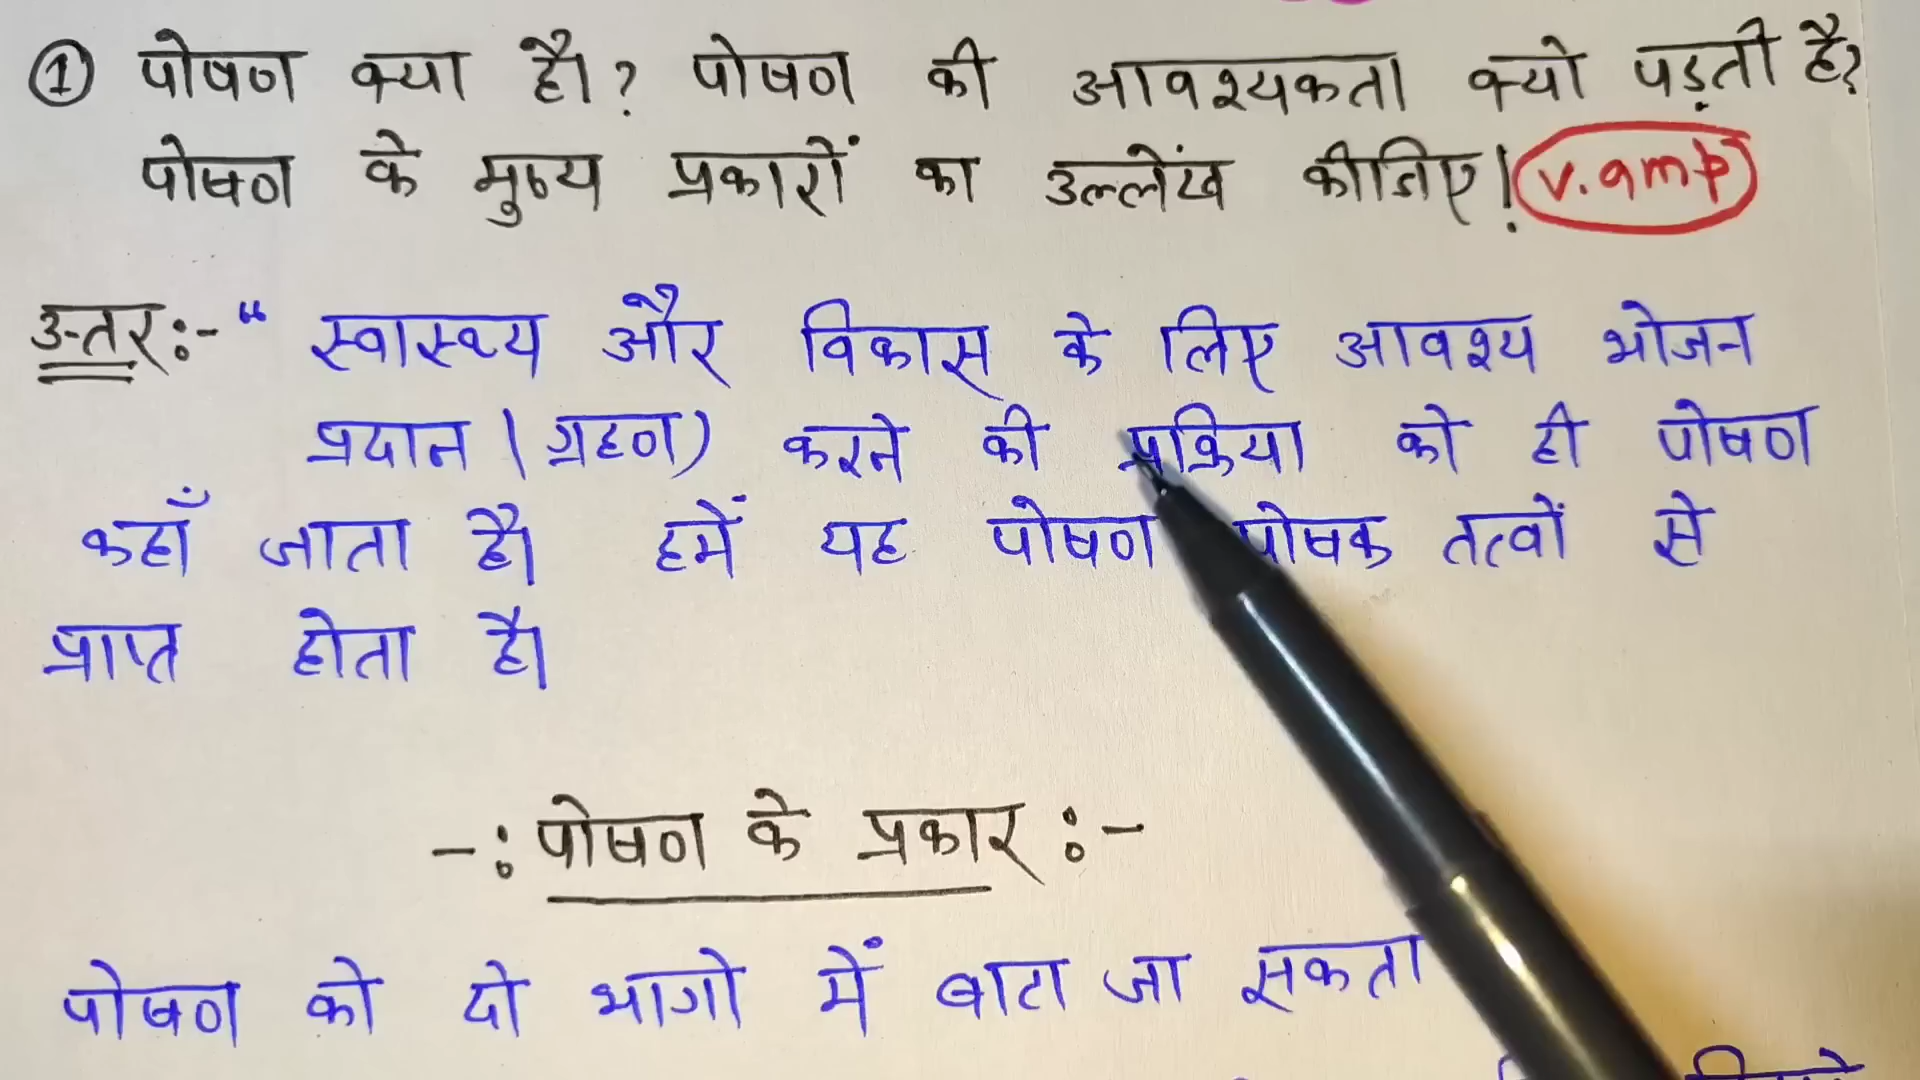 ① पोषण क्या है।? पोषण की आवश्यकता क्यो पड़ती है?
पोषण के मुख्य प्रकारों का उल्लेंख कीजिए! v.amp
उत्तर:- " स्वास्थ्य और विकास के लिए आवश्य भोजन
प्रदान (ग्रहण) करने की प्रक्रिया को ही पोषण
कहाँ जाता है। हमें यह पोषण पोषक तत्वों से
प्राप्त होता है।
-: पोषण के प्रकार :-
पोषण को दो भागो में बाटा जा सकता